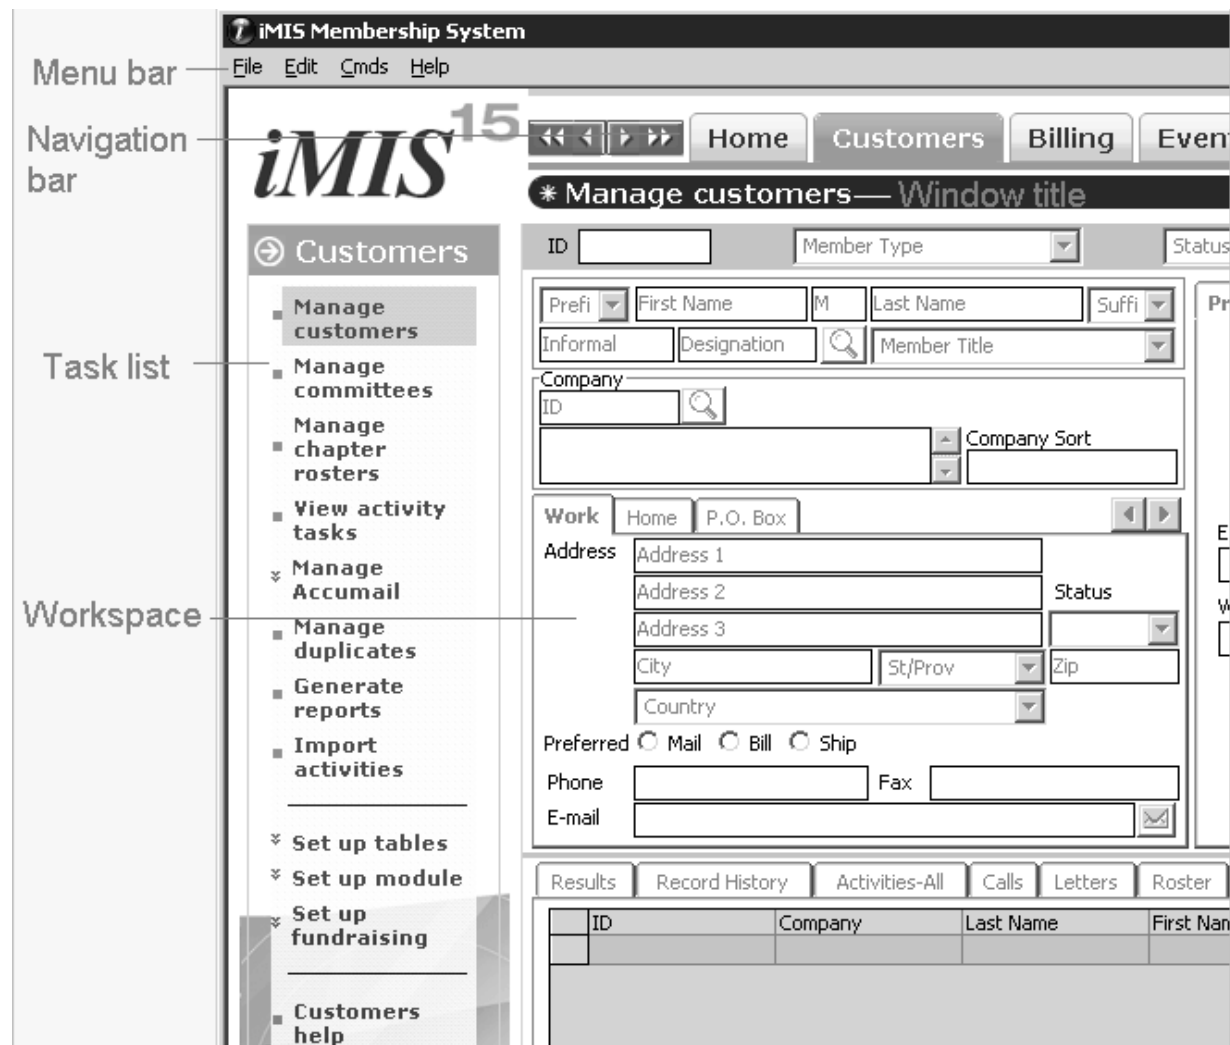 iMIS Membership System
Menu bar
File Edit Cmds Help
Navigation
bar
iMIS 15
Home Customers Billing Even
Manage customers Window title
Customers
Manage
customers
Task list
Manage
committees
Manage
chapter
rosters
View activity
tasks
Manage
Accumail
Workspace
Manage
duplicates
Generate
reports
Import
activities
Set up tables
Set up module
Set up
fundraising
Customers
help
ID Member Type Status
Prefi First Name M Last Name Suffi Pr
Informal Designation Member Title
Company
ID
Company Sort
Work Home P.O. Box
Address Address 1
E
Address 2 Status
W
Address 3
City St/Prov Zip
Country
Preferred Mail Bill Ship
Phone Fax
E-mail
Results Record History Activities-All Calls Letters Roster
ID Company Last Name First Nam